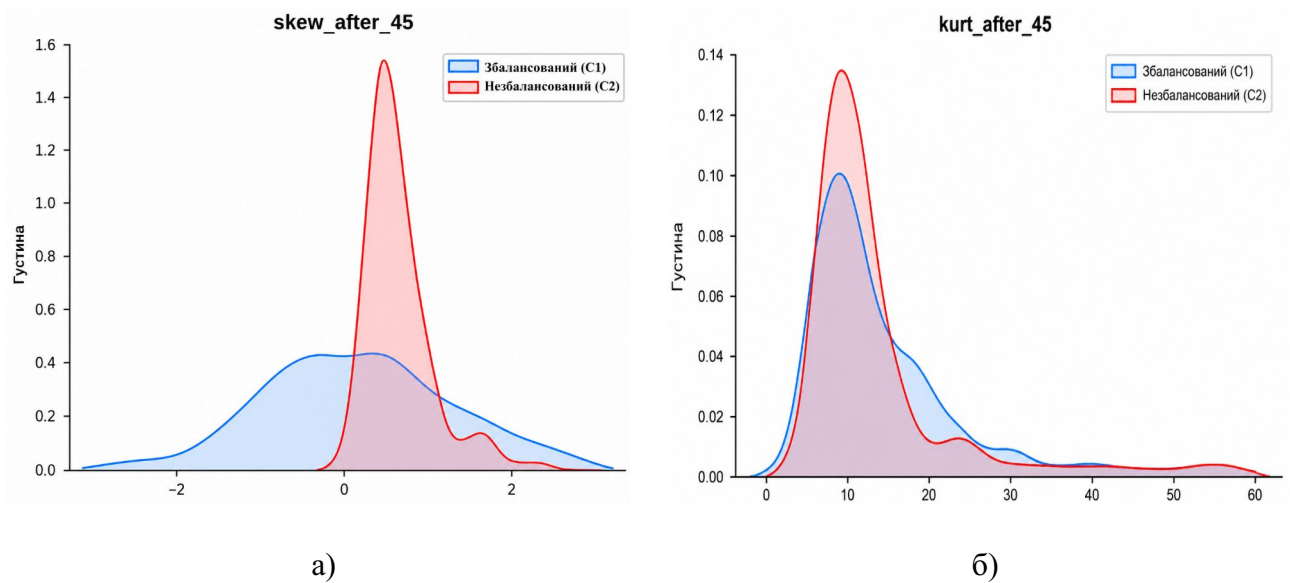 skew_after_45
1.6
1.4
1.2
1.0
0.8
0.6
0.4
0.2
0.0
Густина
−2
0
2
Збалансований (C1)
Незбалансований (C2)
а)
kurt_after_45
0.14
0.12
0.10
0.08
0.06
0.04
0.02
0.00
Густина
0
10
20
30
40
50
60
Збалансований (C1)
Незбалансований (C2)
б)